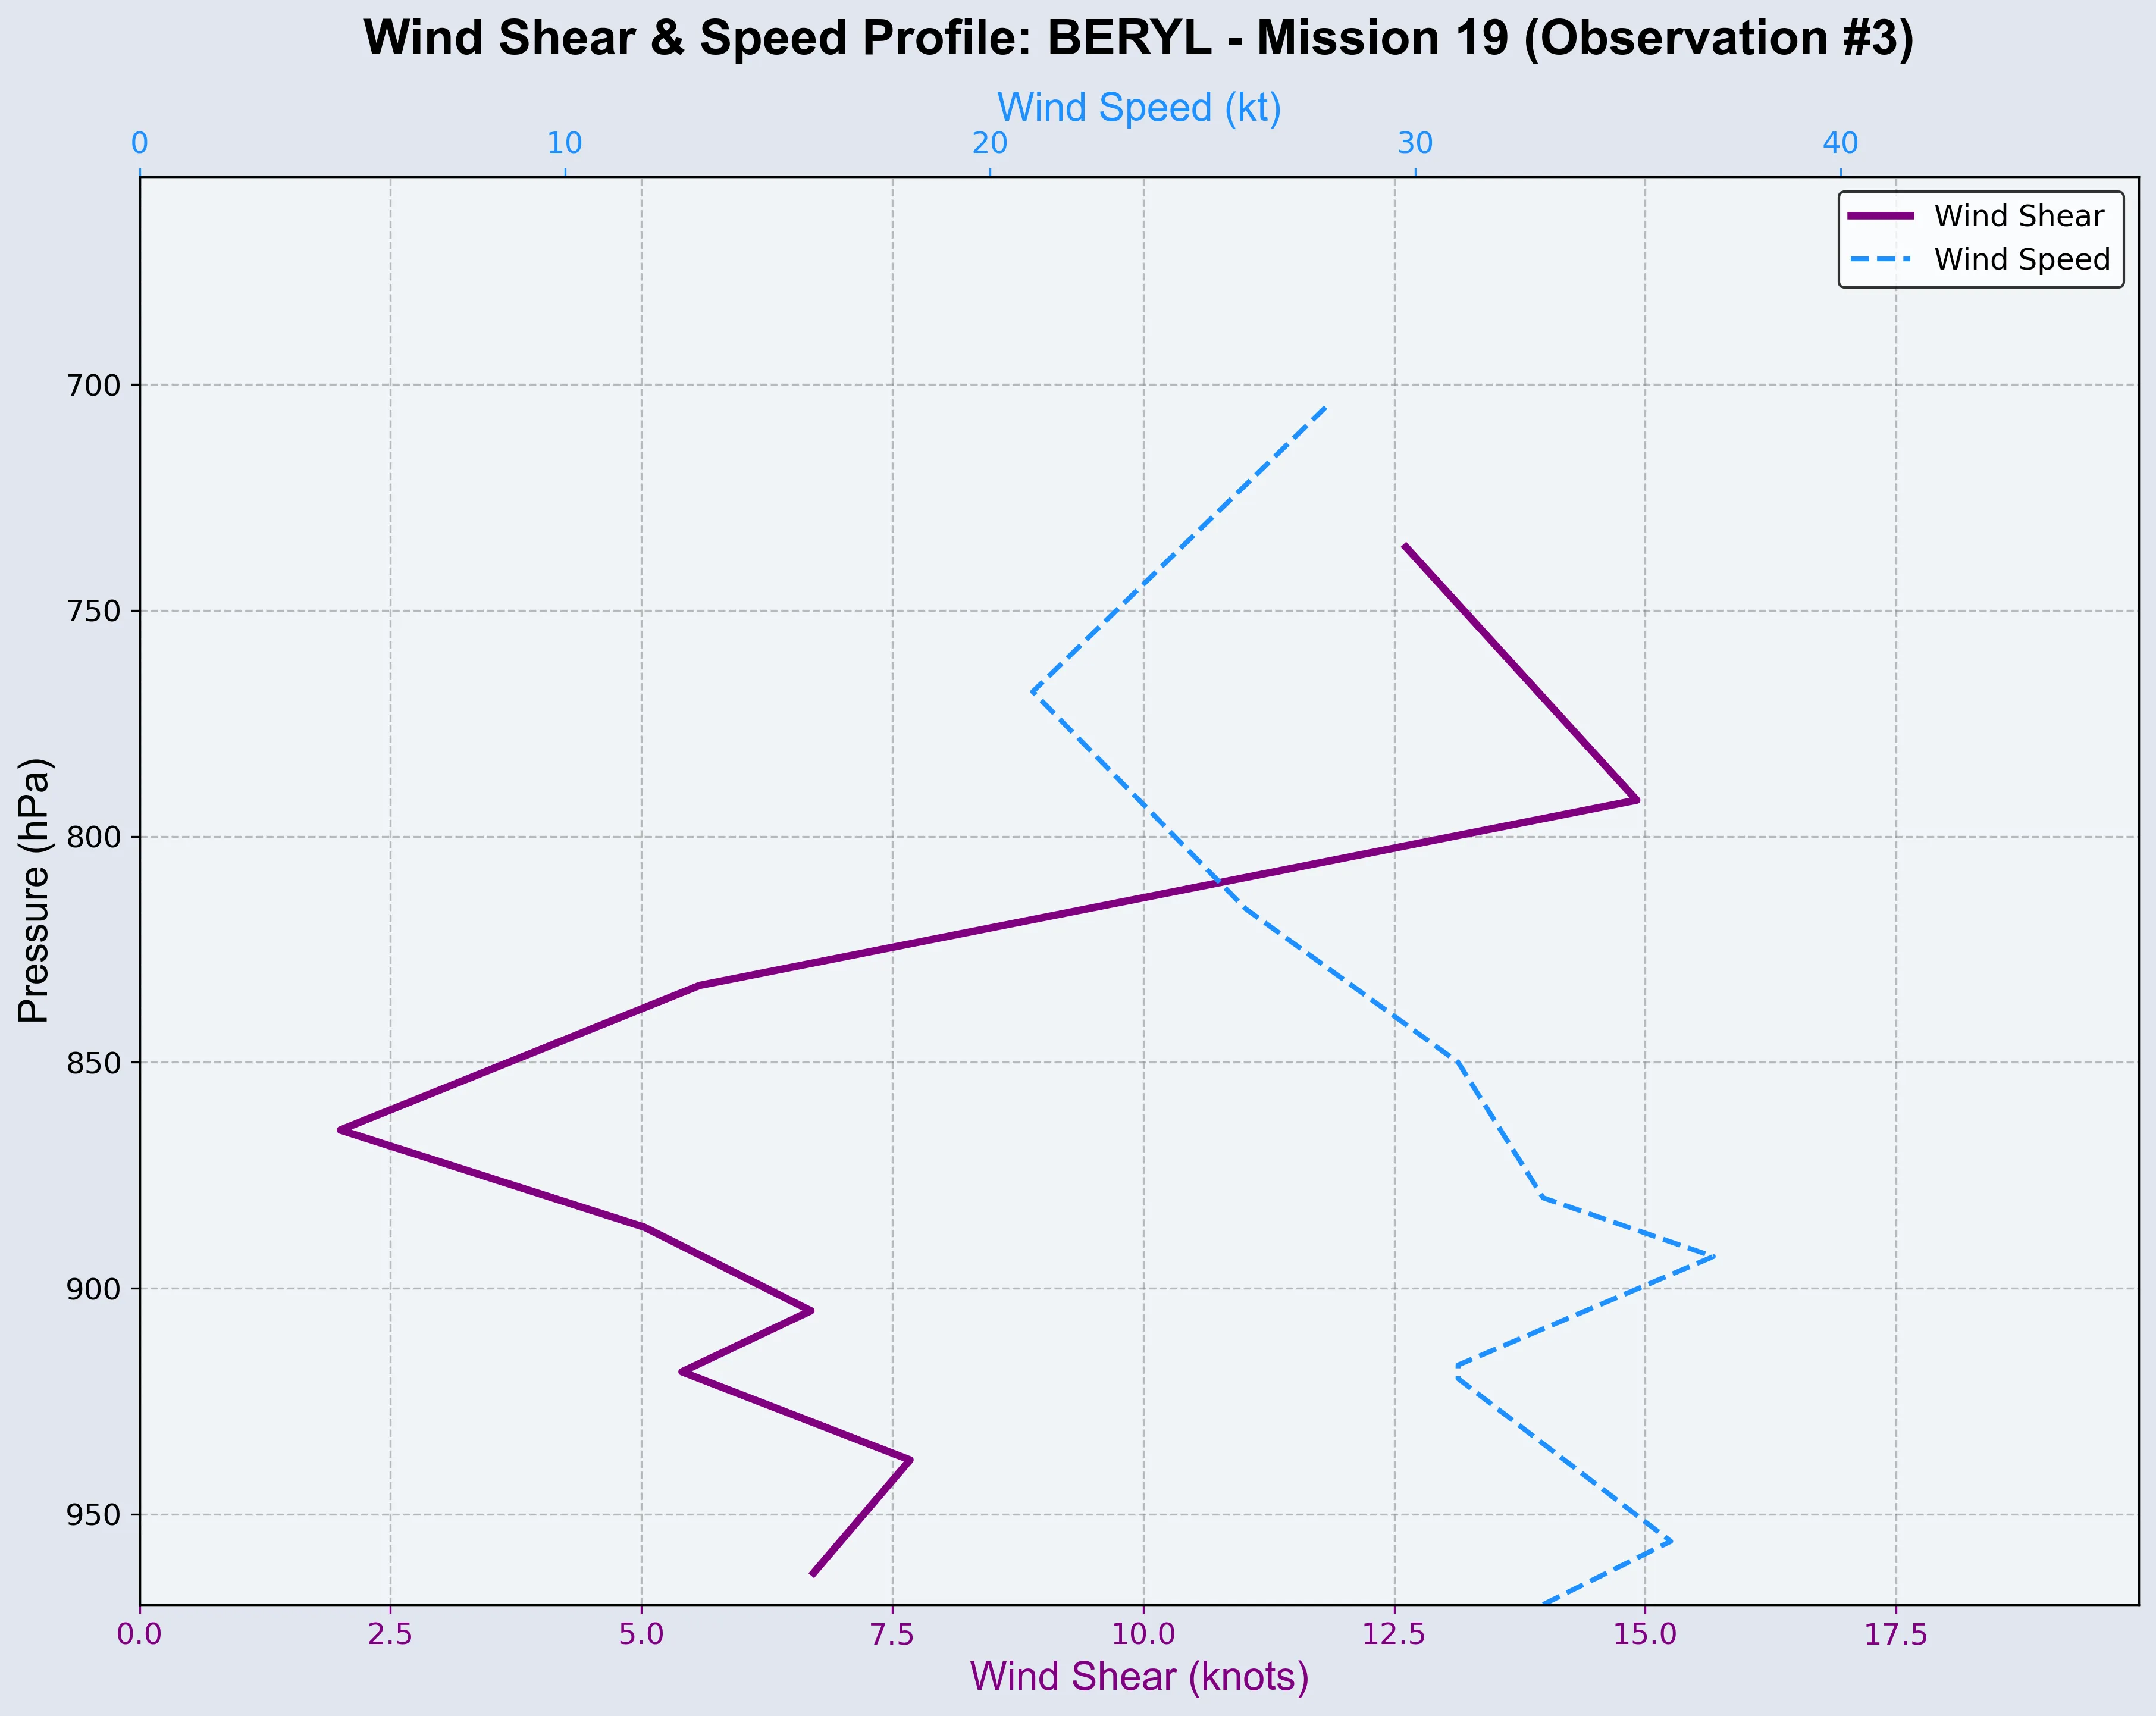 Wind Shear & Speed Profile: BERYL - Mission 19 (Observation #3)
Wind Speed (kt)
0 10 20 30 40
Wind Shear
Wind Speed
700
750
800
850
900
950
Pressure (hPa)
0.0 2.5 5.0 7.5 10.0 12.5 15.0 17.5
Wind Shear (knots)